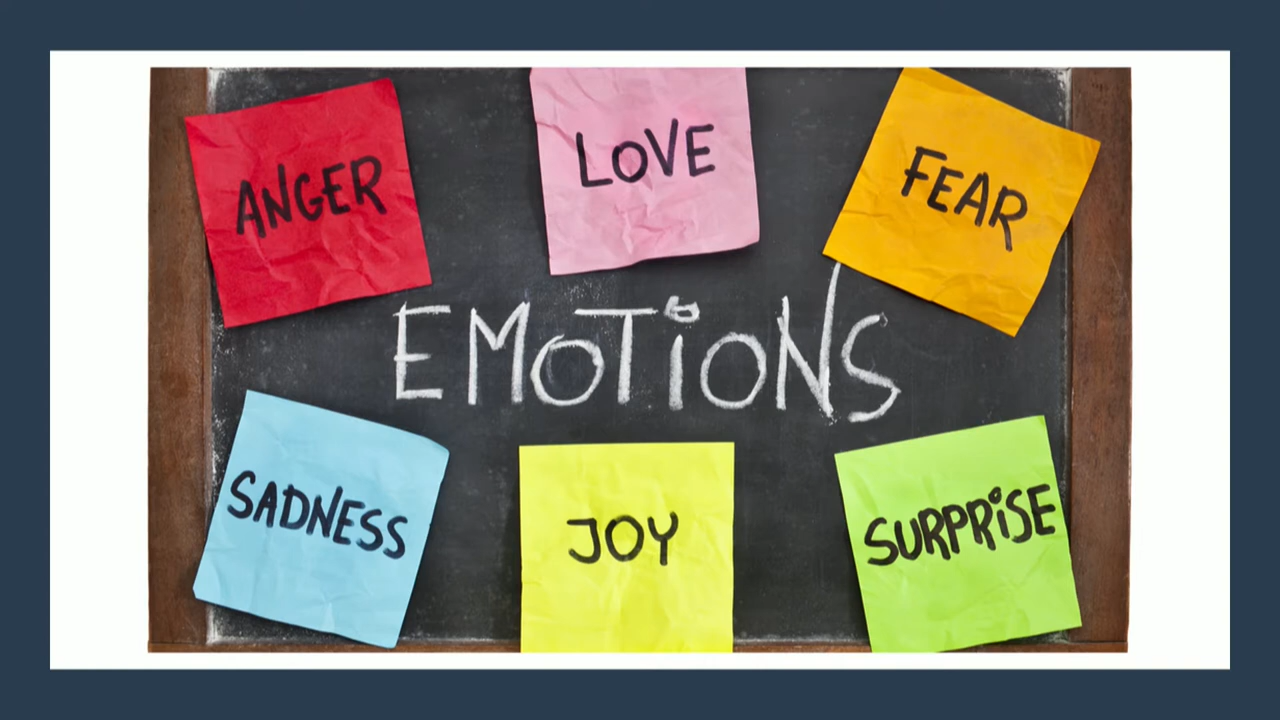 ANGER
LOVE
FEAR
EMOTiONS
SADNESS
JOY
SURPRiSE